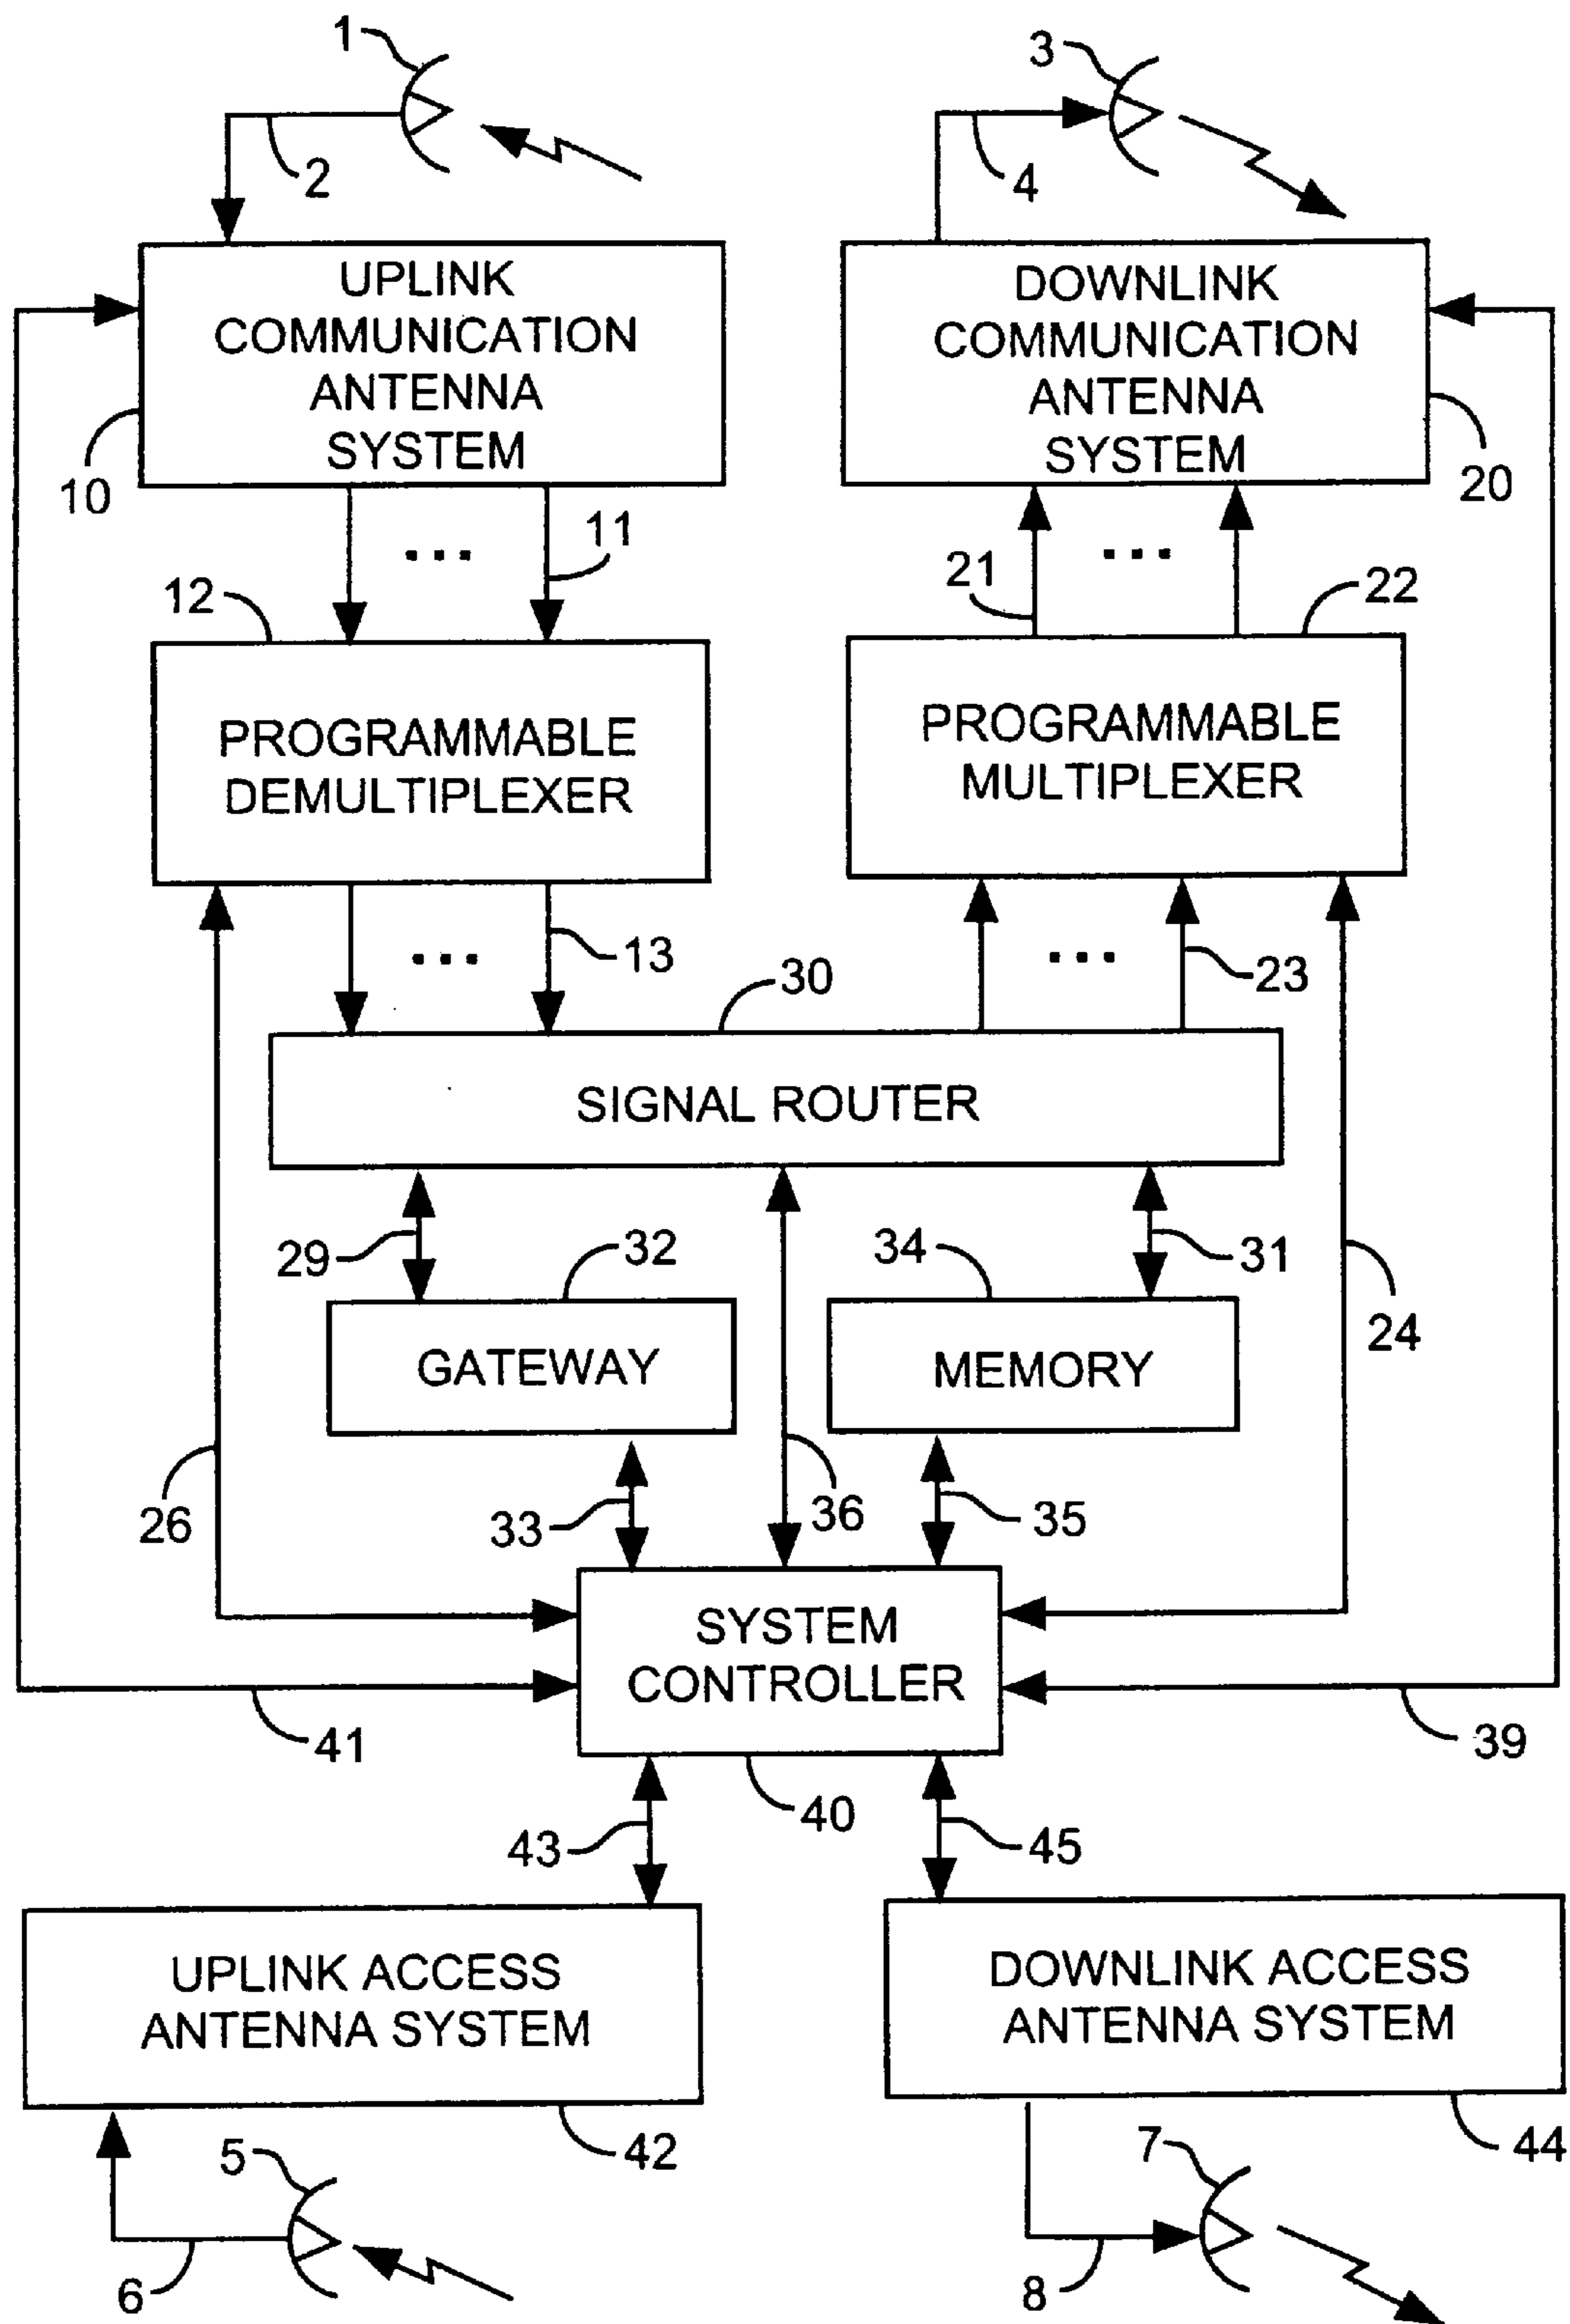 1
3
2
4
UPLINK
COMMUNICATION
ANTENNA
SYSTEM
DOWNLINK
COMMUNICATION
ANTENNA
SYSTEM
10
20
...
11
21
...
12
22
PROGRAMMABLE
DEMULTIPLEXER
PROGRAMMABLE
MULTIPLEXER
...
13
...
23
30
SIGNAL ROUTER
29
32
34
31
24
GATEWAY
MEMORY
26
33
36
35
SYSTEM
CONTROLLER
41
39
40
43
45
UPLINK ACCESS
ANTENNA SYSTEM
DOWNLINK ACCESS
ANTENNA SYSTEM
5
42
7
44
6
8